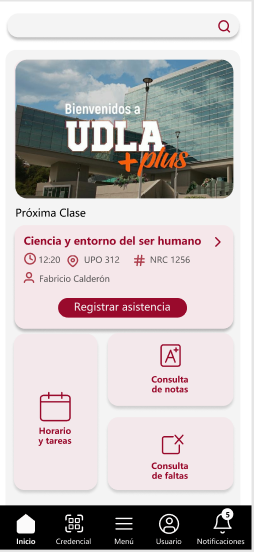 Bienvenidos a
UDLA
+plus
Próxima Clase
Ciencia y entorno del ser humano
12:20 UPO 312 # NRC 1256
Fabricio Calderón
Registrar asistencia
Horario
y tareas
Consulta
de notas
Consulta
de faltas
5
Inicio Credencial Menú Usuario Notificaciones